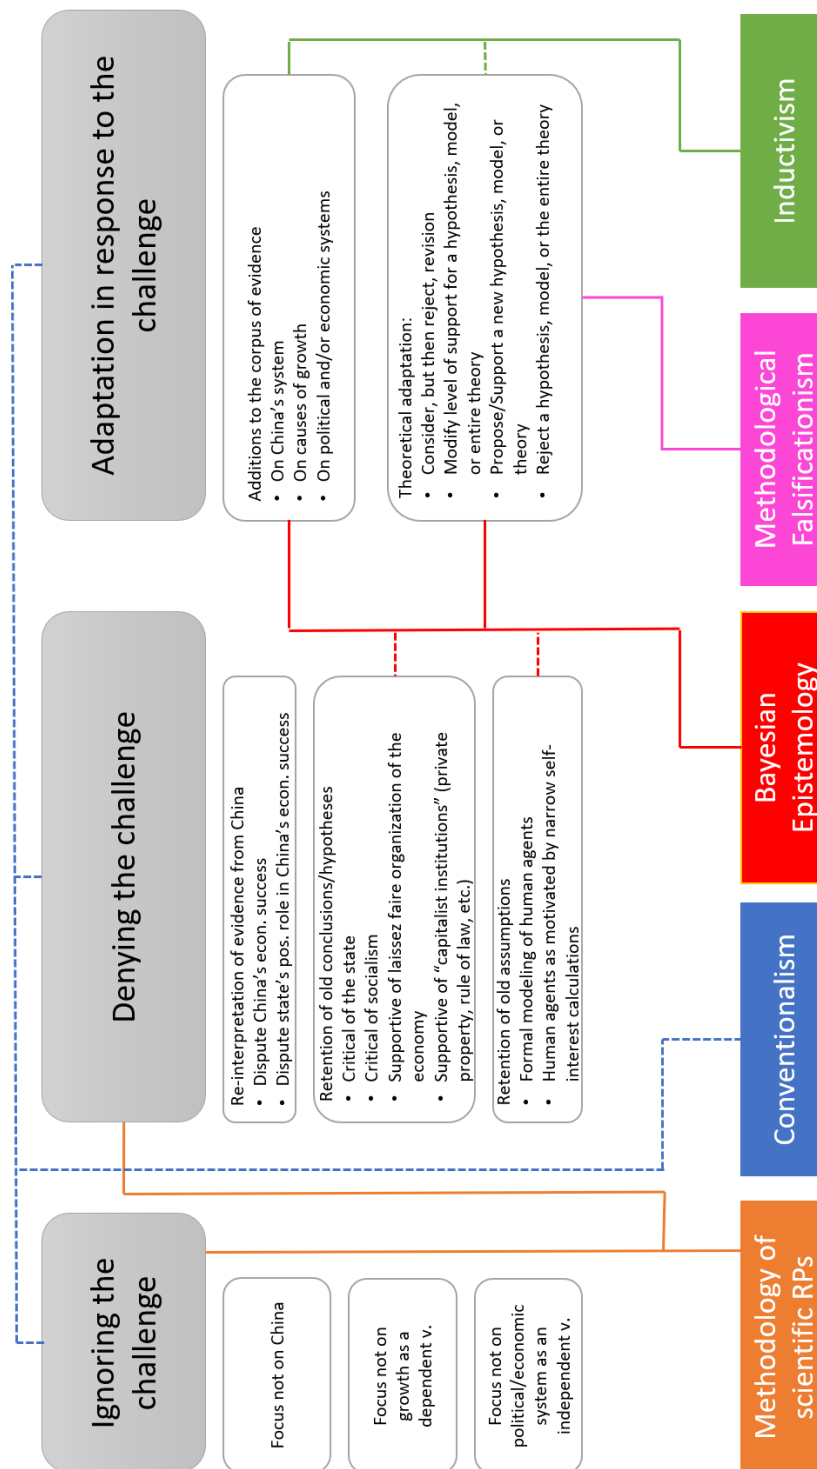 Ignoring the
challenge
Focus not on China
Focus not on
growth as a
dependent v.
Focus not on
political/economic
system as an
independent v.
Denying the challenge
Re-interpretation of evidence from China
• Dispute China's econ. success
• Dispute state's pos. role in China's econ. success
Retention of old conclusions/hypotheses
• Critical of the state
• Critical of socialism
• Supportive of laissez faire organization of the
economy
• Supportive of "capitalist institutions" (private
property, rule of law, etc.)
Retention of old assumptions
• Formal modeling of human agents
• Human agents as motivated by narrow self-
interest calculations
Adaptation in response to the
challenge
Additions to the corpus of evidence
• On China's system
• On causes of growth
• On political and/or economic systems
Theoretical adaptation:
• Consider, but then reject, revision
• Modify level of support for a hypothesis, model,
or entire theory
• Propose/Support a new hypothesis, model, or
theory
• Reject a hypothesis, model, or the entire theory
Methodology of
scientific RPs
Conventionalism
Bayesian
Epistemology
Methodological
Falsificationism
Inductivism